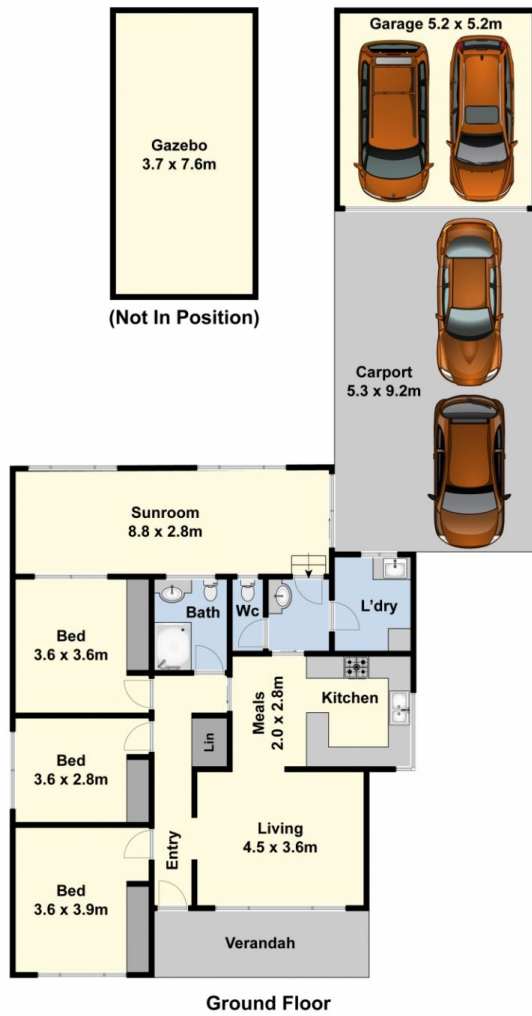 Garage 5.2 x 5.2m
Gazebo
3.7 x 7.6m
(Not In Position)
Carport
5.3 x 9.2m
Sunroom
8.8 x 2.8m
Bath
Wc
L'dry
Bed
3.6 x 3.6m
Meals
2.0 x 2.8m
Kitchen
Lin
Bed
3.6 x 2.8m
Entry
Living
4.5 x 3.6m
Bed
3.6 x 3.9m
Verandah
Ground Floor